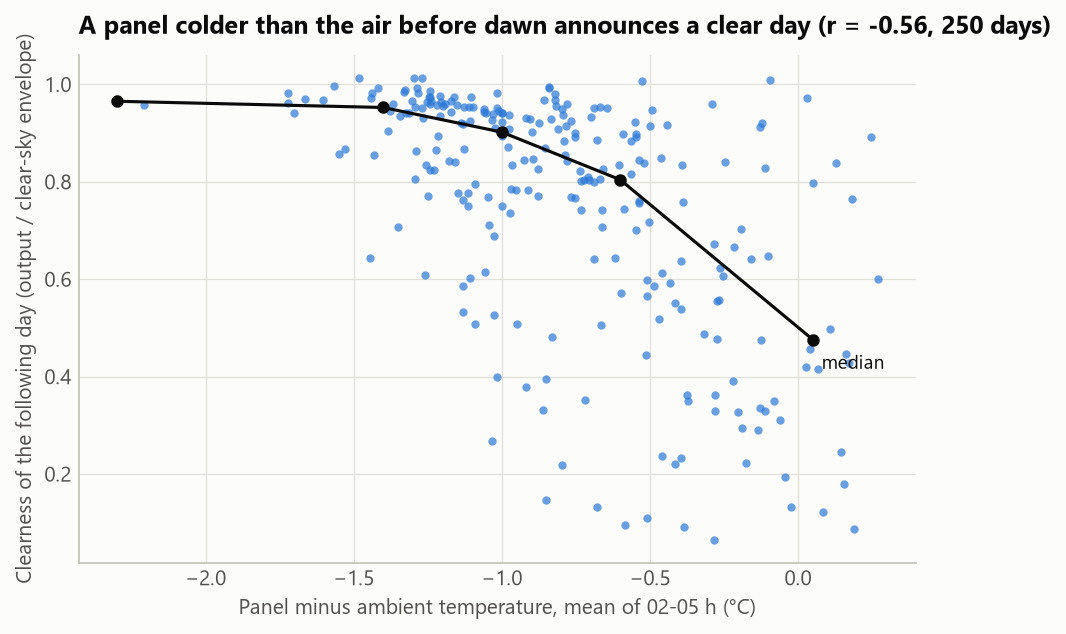 A panel colder than the air before dawn announces a clear day (r = -0.56, 250 days)
Clearness of the following day (output / clear-sky envelope)
1.0
0.8
0.6
0.4
0.2
median
−2.0
−1.5
−1.0
−0.5
0.0
Panel minus ambient temperature, mean of 02-05 h (°C)